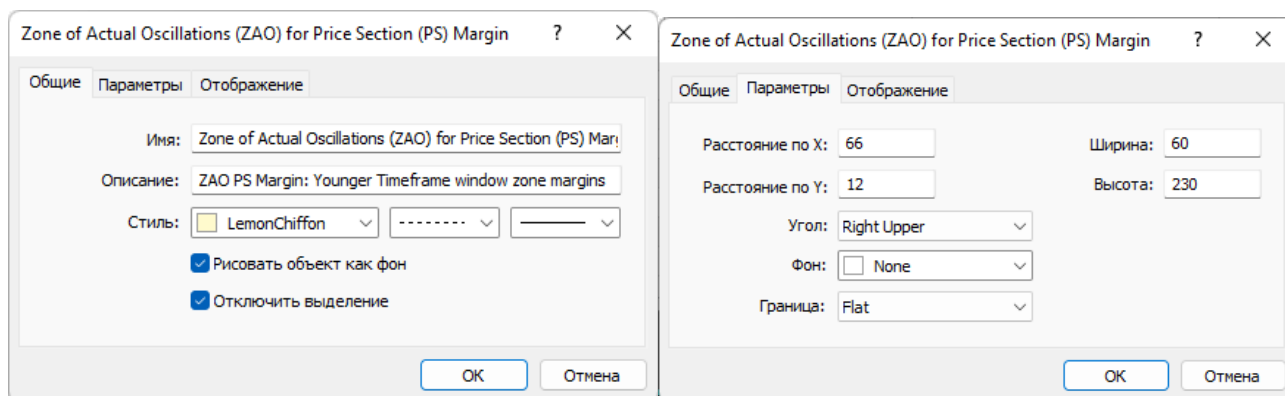 Zone of Actual Oscillations (ZAO) for Price Section (PS) Margin ? ×
Общие Параметры Отображение
Имя: Zone of Actual Oscillations (ZAO) for Price Section (PS) Març
Описание: ZAO PS Margin: Younger Timeframe window zone margins
Стиль: LemonChiffon
Рисовать объект как фон
Отключить выделение
OK Отмена
Zone of Actual Oscillations (ZAO) for Price Section (PS) Margin ? ×
Общие Параметры Отображение
Расстояние по X: 66 Ширина: 60
Расстояние по Y: 12 Высота: 230
Угол: Right Upper
Фон: None
Граница: Flat
OK Отмена